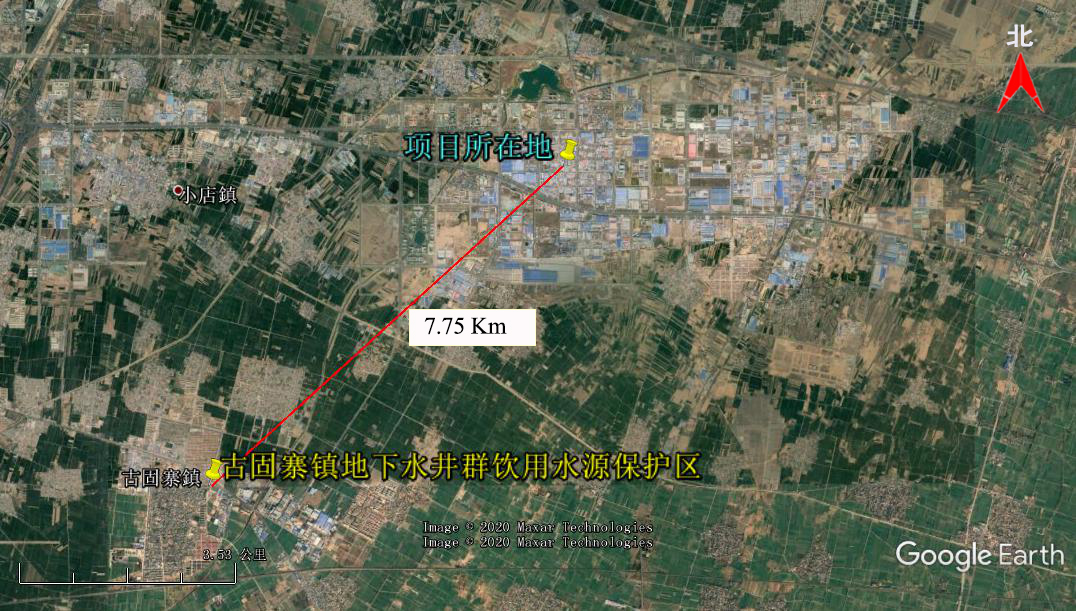 北
项目所在地
小店鎮
7.75 Km
古固寨镇地下水井群饮用水源保护区
古固寨鎮
Image © 2020 Maxar Technologies
Image © 2020 Maxar Technologies
3.53 公里
Google Earth